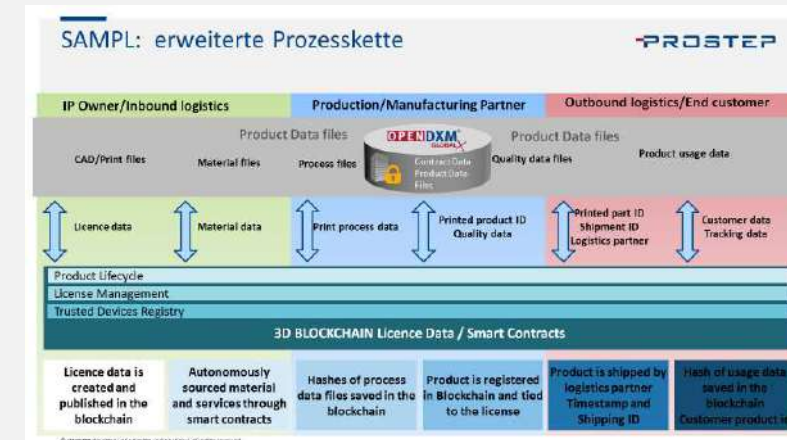 SAMPL: erweiterte Prozesskette
PROSTEP
IP Owner/Inbound logistics
Production/Manufacturing Partner
Outbound logistics/End customer
Product Data files
OPENDXM
GLOBALX
Product Data files
CAD/Print files
Material files
Process files
Contract Data
Product Data
Files
Quality data files
Product usage data
Licence data
Material data
Print process data
Printed product ID
Quality data
Printed part ID
Shipment ID
Logistics partner
Customer data
Tracking data
Product Lifecycle
License Management
Trusted Devices Registry
3D BLOCKCHAIN Licence Data / Smart Contracts
Licence data is
created and
published in the
blockchain
Autonomously
sourced material
and services through
smart contracts
Hashes of process
data files saved in the
blockchain
Product is registered
in Blockchain and tied
to the license
Product is shipped by
logistics partner
Timestamp and
Shipping ID
Hash of usage data
saved in the
blockchain
Customer product